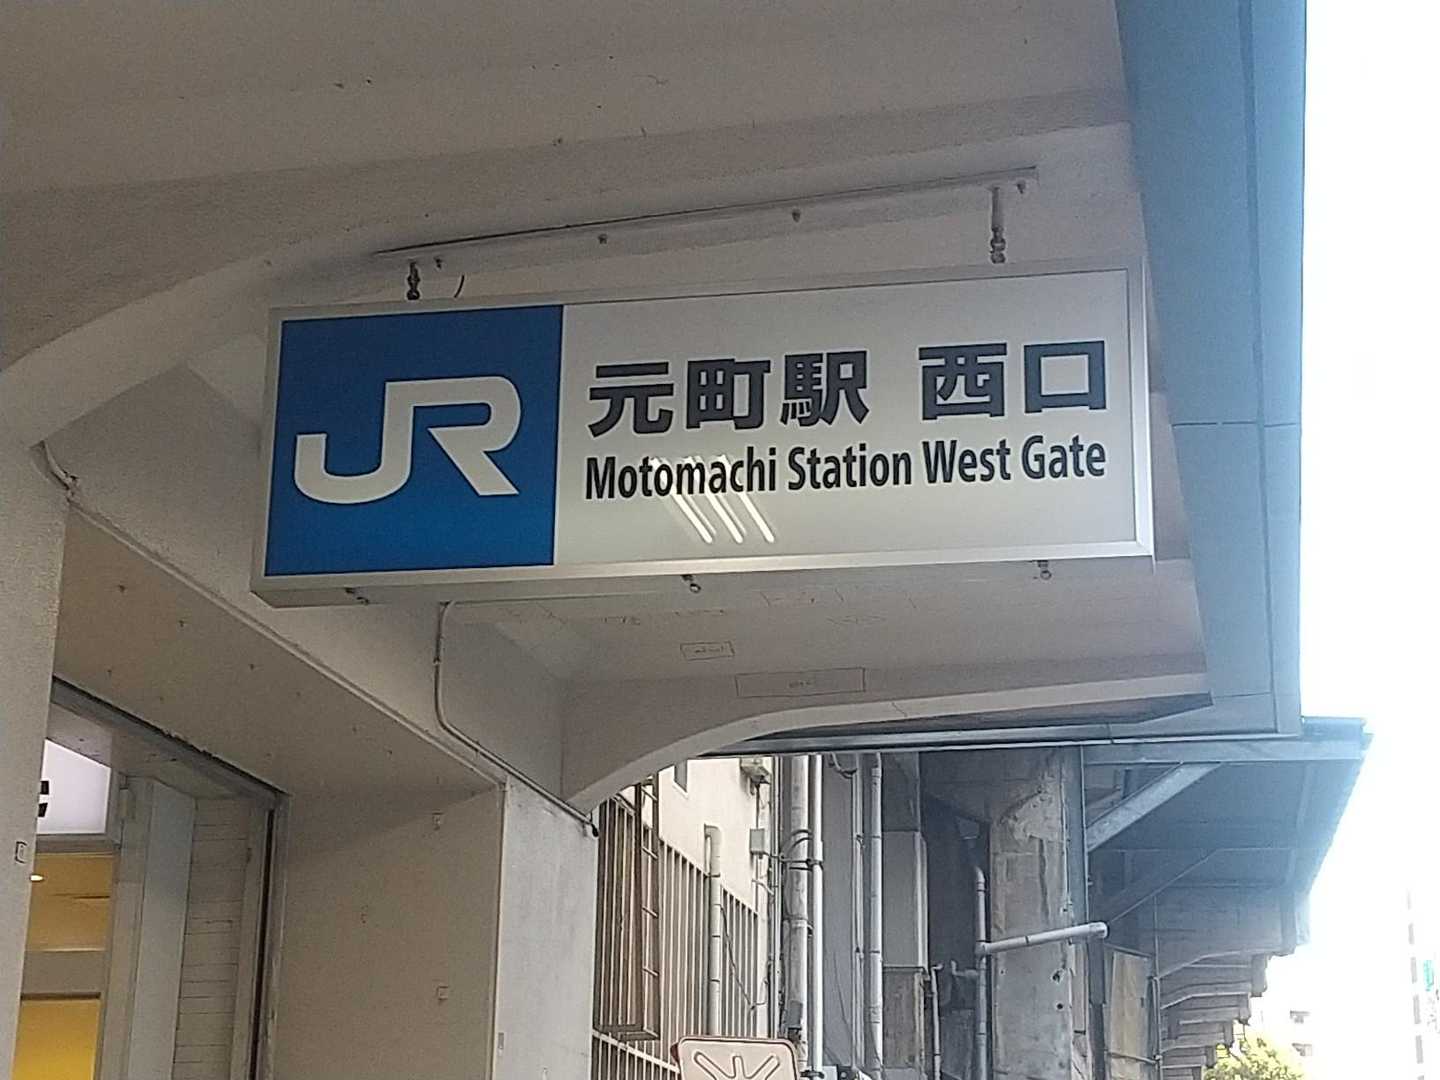 JR
元町駅 西口
Motomachi Station West Gate